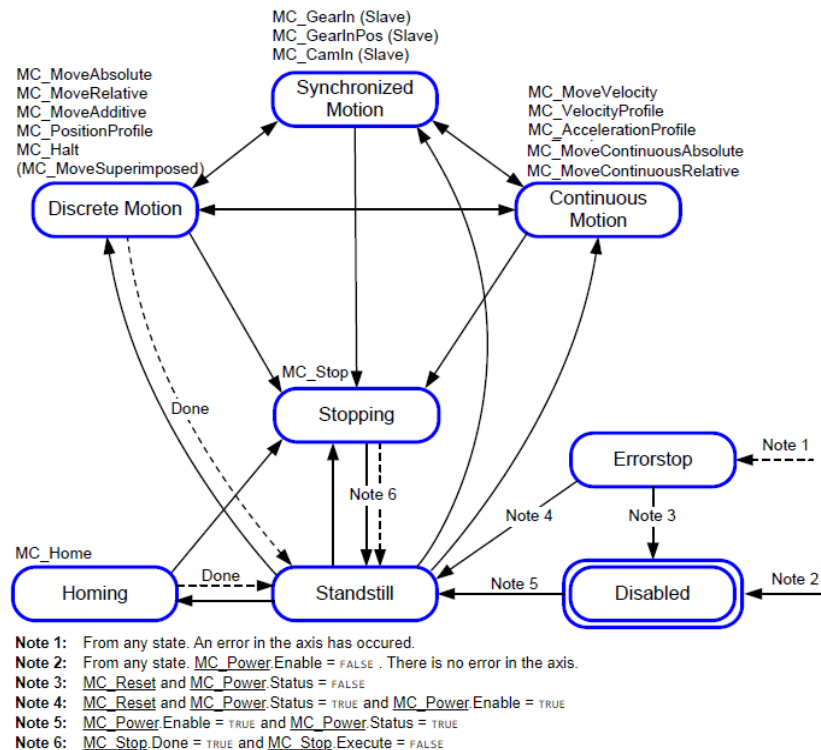 MC_GearIn (Slave)
MC_GearInPos (Slave)
MC_CamIn (Slave)
Synchronized
Motion
MC_MoveAbsolute
MC_MoveRelative
MC_MoveAdditive
MC_PositionProfile
MC_Halt
(MC_MoveSuperimposed)
Discrete Motion
MC_MoveVelocity
MC_VelocityProfile
MC_AccelerationProfile
MC_MoveContinuousAbsolute
MC_MoveContinuousRelative
Continuous
Motion
MC_Stop
Stopping
Done
Note 6
Errorstop
Note 1
Note 4
Note 3
MC_Home
Homing
Done
Standstill
Note 5
Disabled
Note 2
Note 1: From any state. An error in the axis has occured.
Note 2: From any state. MC_Power.Enable = FALSE . There is no error in the axis.
Note 3: MC_Reset and MC_Power.Status = FALSE
Note 4: MC_Reset and MC_Power.Status = TRUE and MC_Power.Enable = TRUE
Note 5: MC_Power.Enable = TRUE and MC_Power.Status = TRUE
Note 6: MC_Stop.Done = TRUE and MC_Stop.Execute = FALSE